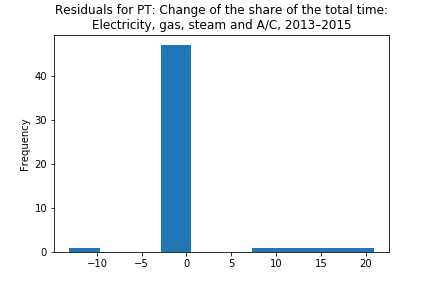 Residuals for PT: Change of the share of the total time:
Electricity, gas, steam and A/C, 2013–2015
Frequency
40
30
20
10
0
−10 −5 0 5 10 15 20